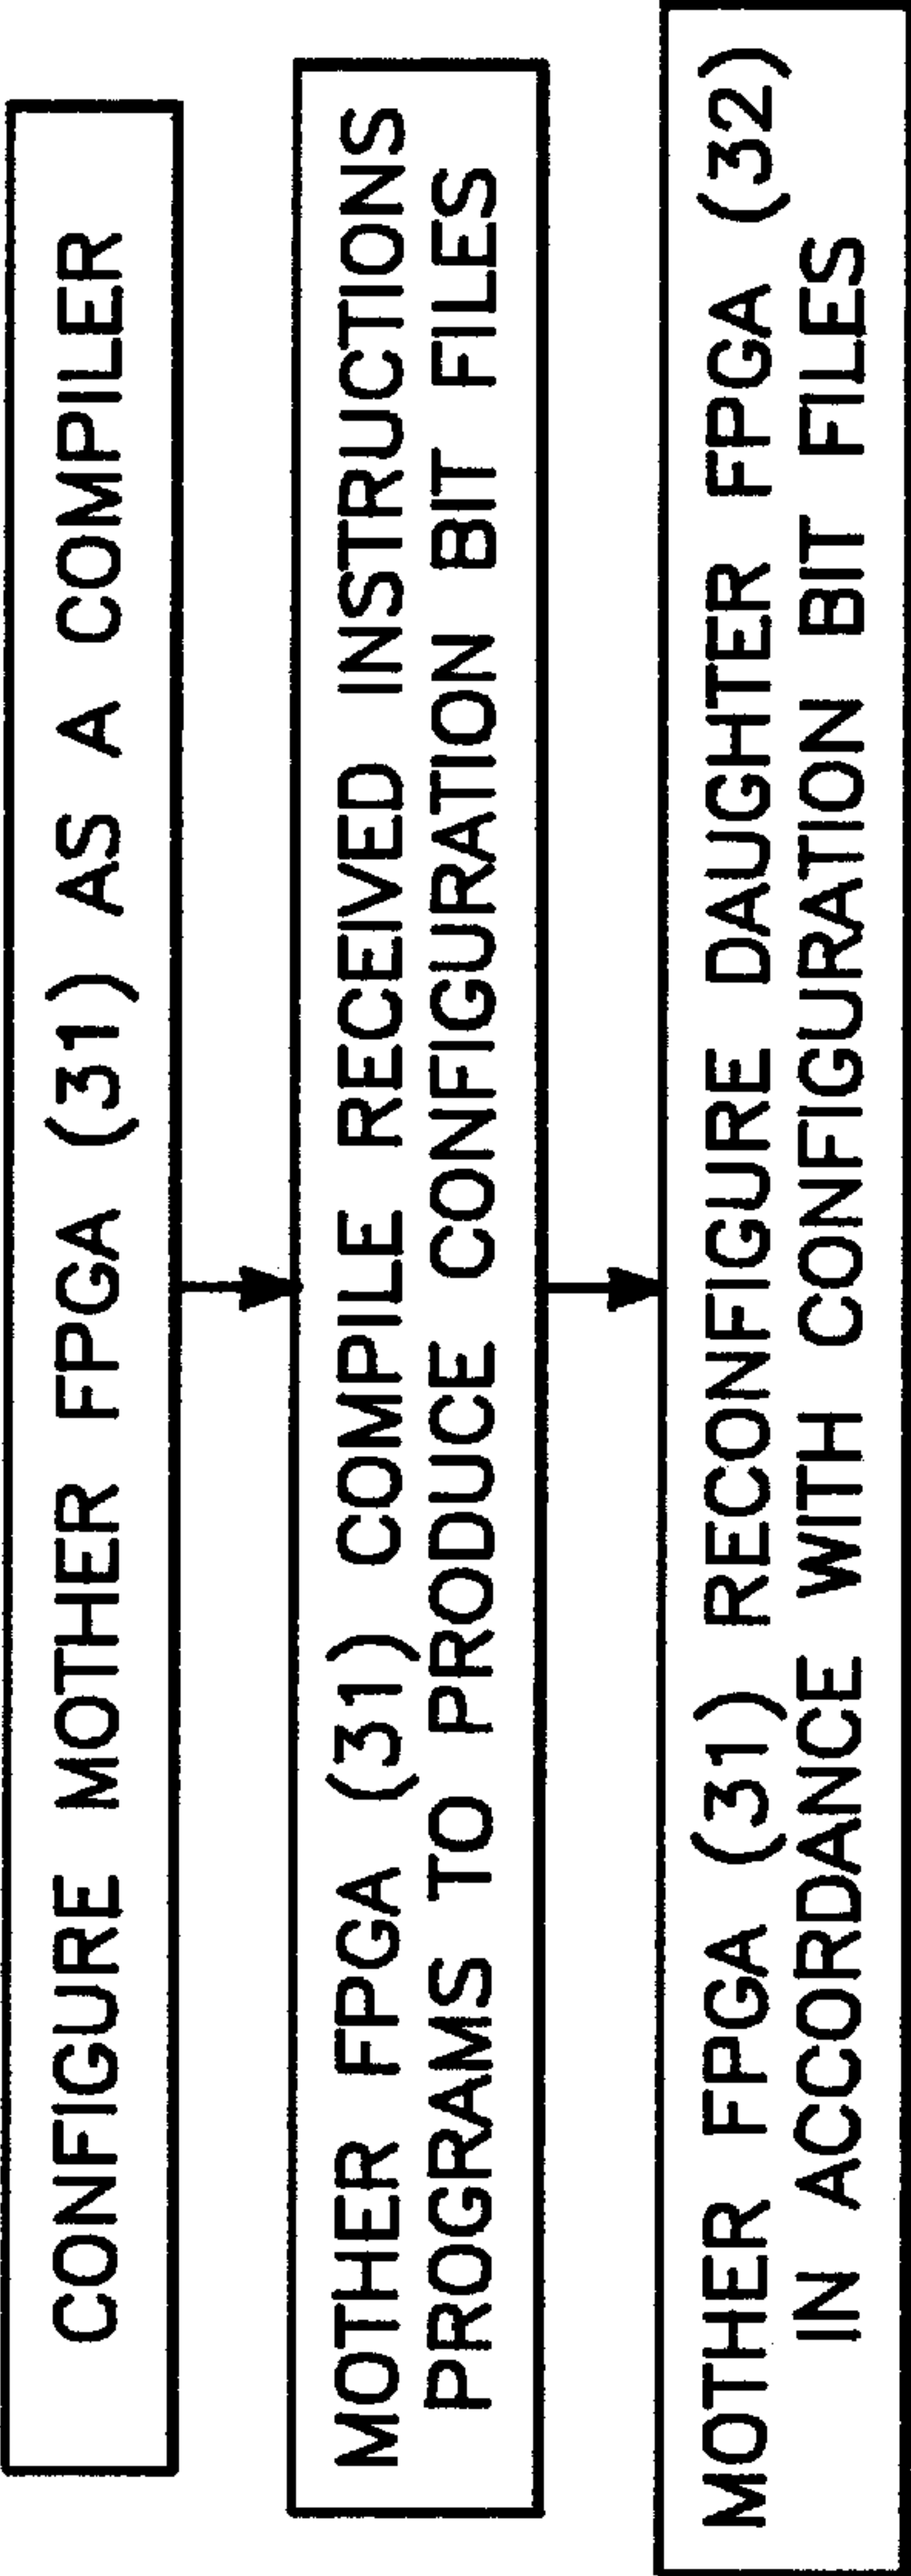 CONFIGURE MOTHER FPGA (31) AS A COMPILER
MOTHER FPGA (31) COMPILE RECEIVED INSTRUCTIONS
PROGRAMS TO PRODUCE CONFIGURATION BIT FILES
MOTHER FPGA (31) RECONFIGURE DAUGHTER FPGA (32)
IN ACCORDANCE WITH CONFIGURATION BIT FILES